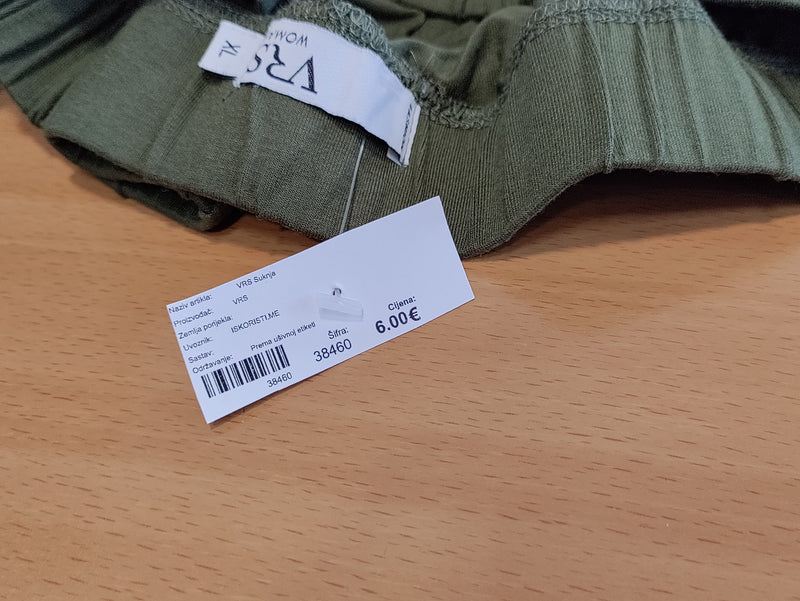 XL
VRS
WOM
Naziv artikla: VRS Suknja
Proizvođač: VRS
Zemlja porijekla:
Uvoznik: ISKORISTI.ME
Sastav:
Održavanje: Prema ušivnoj etiketi
38460
Šifra:
38460
Cijena:
6.00€